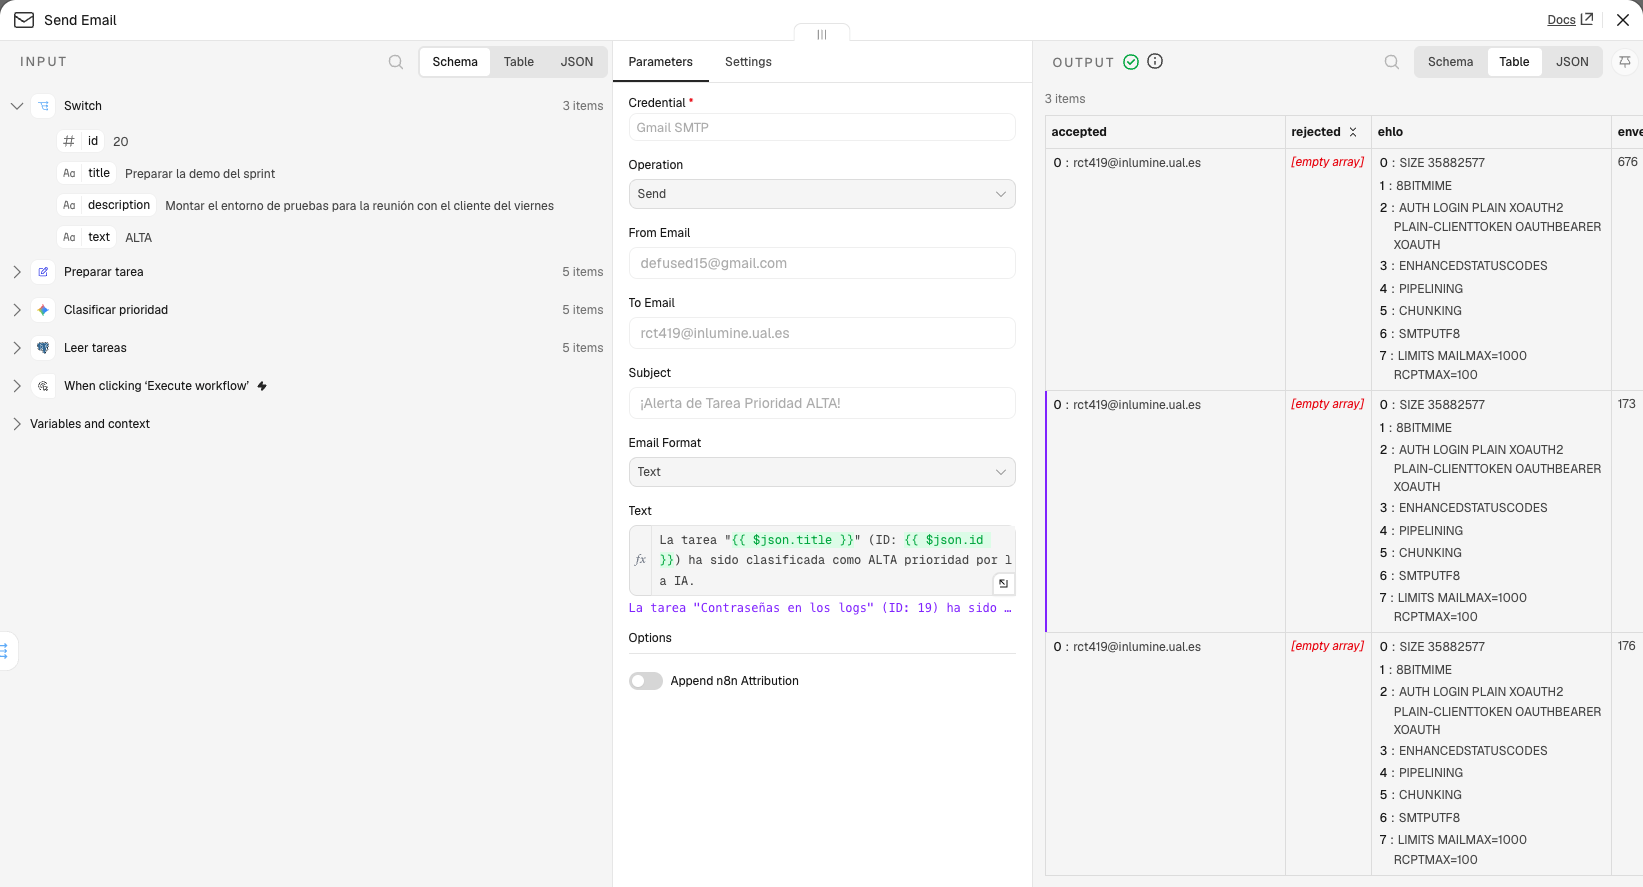 Send Email
Docs
INPUT
Schema
Table
JSON
Switch
3 items
# id 20
Aa title Preparar la demo del sprint
Aa description Montar el entorno de pruebas para la reunión con el cliente del viernes
Aa text ALTA
Preparar tarea
5 items
Clasificar prioridad
5 items
Leer tareas
5 items
When clicking ‘Execute workflow’
Variables and context
Parameters
Settings
Credential *
Gmail SMTP
Operation
Send
From Email
defused15@gmail.com
To Email
rct419@inlumine.ual.es
Subject
¡Alerta de Tarea Prioridad ALTA!
Email Format
Text
Text
fx
La tarea "{{ $json.title }}" (ID: {{ $json.id
}}) ha sido clasificada como ALTA prioridad por l
a IA.
La tarea "Contraseñas en los logs" (ID: 19) ha sido …
Options
Append n8n Attribution
OUTPUT
Schema
Table
JSON
3 items
accepted
rejected
ehlo
enve
0 : rct419@inlumine.ual.es
[empty array]
0 : SIZE 35882577
1 : 8BITMIME
2 : AUTH LOGIN PLAIN XOAUTH2
PLAIN-CLIENTTOKEN OAUTHBEARER
XOAUTH
3 : ENHANCEDSTATUSCODES
4 : PIPELINING
5 : CHUNKING
6 : SMTPUTF8
7 : LIMITS MAILMAX=1000
RCPTMAX=100
676
0 : rct419@inlumine.ual.es
[empty array]
0 : SIZE 35882577
1 : 8BITMIME
2 : AUTH LOGIN PLAIN XOAUTH2
PLAIN-CLIENTTOKEN OAUTHBEARER
XOAUTH
3 : ENHANCEDSTATUSCODES
4 : PIPELINING
5 : CHUNKING
6 : SMTPUTF8
7 : LIMITS MAILMAX=1000
RCPTMAX=100
173
0 : rct419@inlumine.ual.es
[empty array]
0 : SIZE 35882577
1 : 8BITMIME
2 : AUTH LOGIN PLAIN XOAUTH2
PLAIN-CLIENTTOKEN OAUTHBEARER
XOAUTH
3 : ENHANCEDSTATUSCODES
4 : PIPELINING
5 : CHUNKING
6 : SMTPUTF8
7 : LIMITS MAILMAX=1000
RCPTMAX=100
176